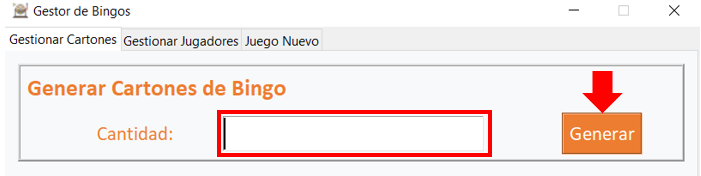 Gestor de Bingos
Gestionar Cartones Gestionar Jugadores Juego Nuevo
Generar Cartones de Bingo
Cantidad: Generar